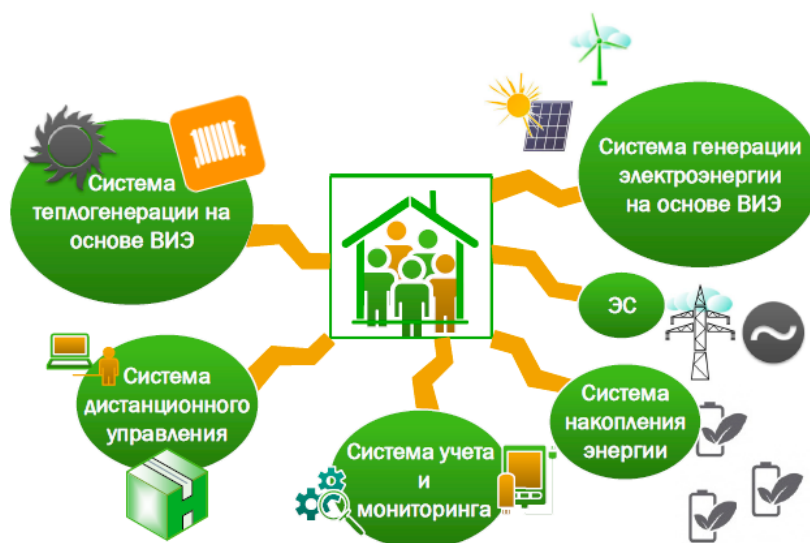 Система
теплогенерации на
основе ВИЭ
Система генерации
электроэнергии
на основе ВИЭ
ЭС
Система
дистанционного
управления
Система учета
и
мониторинга
Система
накопления
энергии